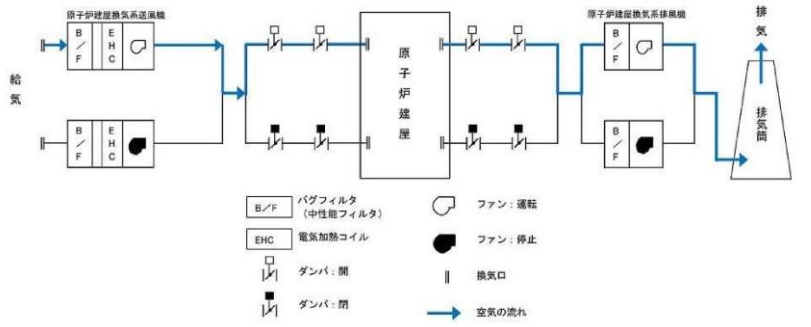 原子炉建屋換気系送風機
原子炉建屋換気系排風機
排気
給気
B/F
EHC
B/F
EHC
原子炉建屋
B/F
B/F
排気筒
B/F
バグフィルタ
(中性能フィルタ)
EHC
電気加熱コイル
ダンパ:開
ダンパ:閉
ファン:運転
ファン:停止
換気口
空気の流れ